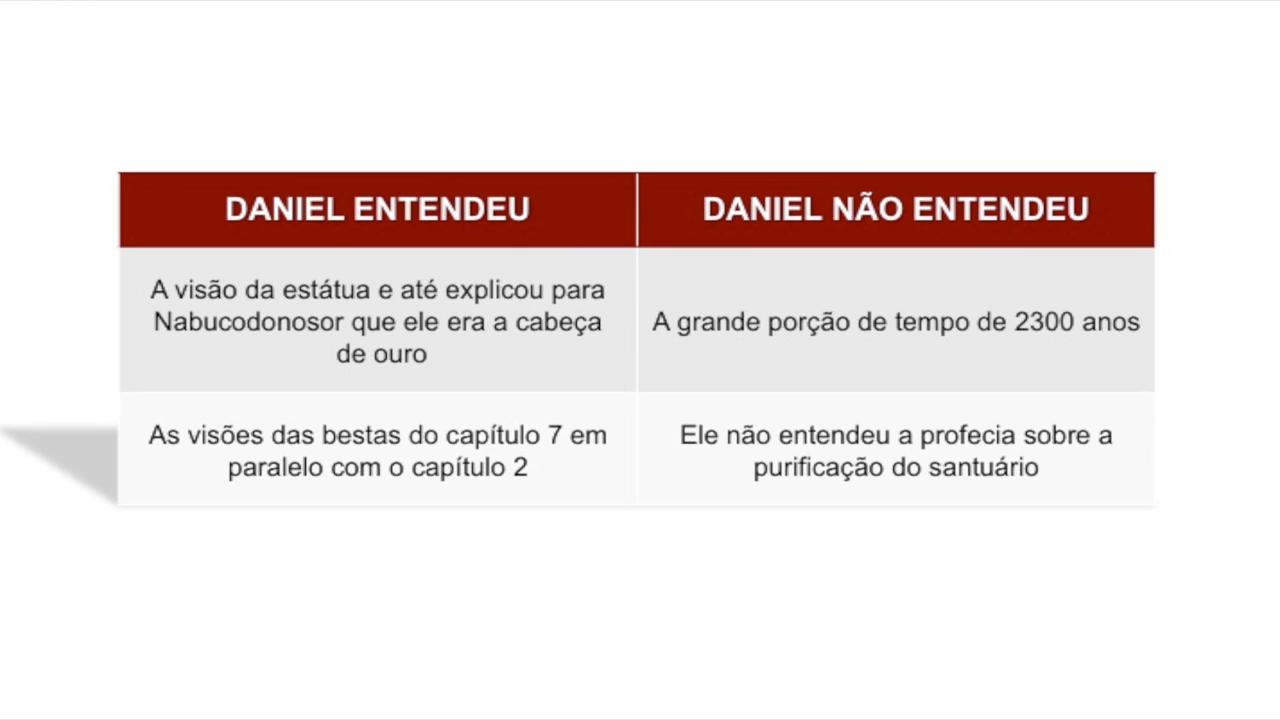 DANIEL ENTENDEU
DANIEL NÃO ENTENDEU
A visão da estátua e até explicou para
Nabucodonosor que ele era a cabeça
de ouro
A grande porção de tempo de 2300 anos
As visões das bestas do capítulo 7 em
paralelo com o capítulo 2
Ele não entendeu a profecia sobre a
purificação do santuário